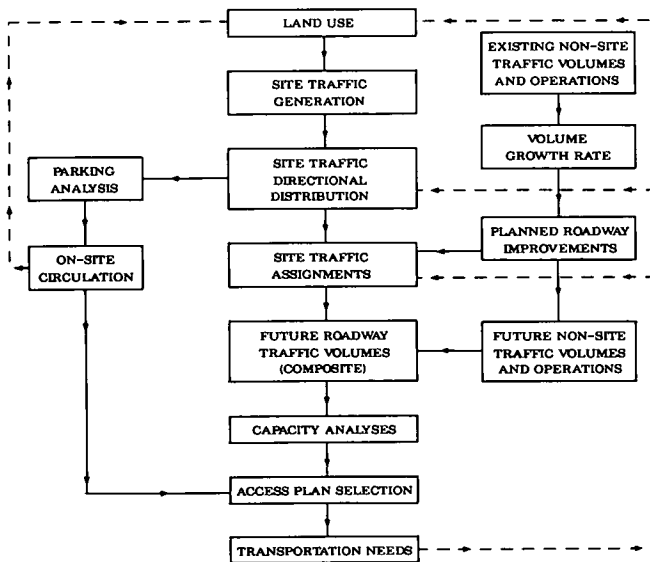 LAND USE
EXISTING NON-SITE
TRAFFIC VOLUMES
AND OPERATIONS
SITE TRAFFIC
GENERATION
VOLUME
GROWTH RATE
PARKING
ANALYSIS
SITE TRAFFIC
DIRECTIONAL
DISTRIBUTION
PLANNED ROADWAY
IMPROVEMENTS
ON-SITE
CIRCULATION
SITE TRAFFIC
ASSIGNMENTS
FUTURE ROADWAY
TRAFFIC VOLUMES
(COMPOSITE)
FUTURE NON-SITE
TRAFFIC VOLUMES
AND OPERATIONS
CAPACITY ANALYSES
ACCESS PLAN SELECTION
TRANSPORTATION NEEDS